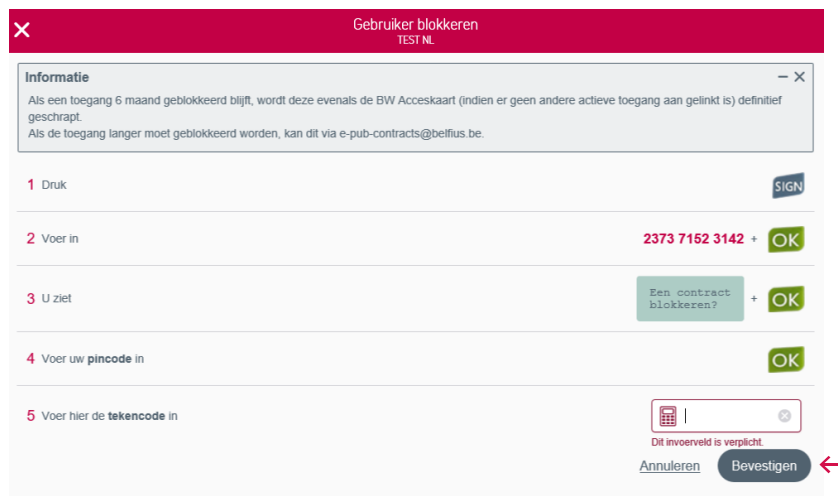 Gebruiker blokkeren
TEST NL
Informatie
Als een toegang 6 maand geblokkeerd blijft, wordt deze evenals de BW Acceskaart (indien er geen andere actieve toegang aan gelinkt is) definitief
geschrapt.
Als de toegang langer moet geblokkeerd worden, kan dit via e-pub-contracts@belfius.be.
1 Druk SIGN
2 Voer in 2373 7152 3142 + OK
3 U ziet Een contract blokkeren? + OK
4 Voer uw pincode in OK
5 Voer hier de tekencode in
Dit invoerveld is verplicht.
Annuleren Bevestigen